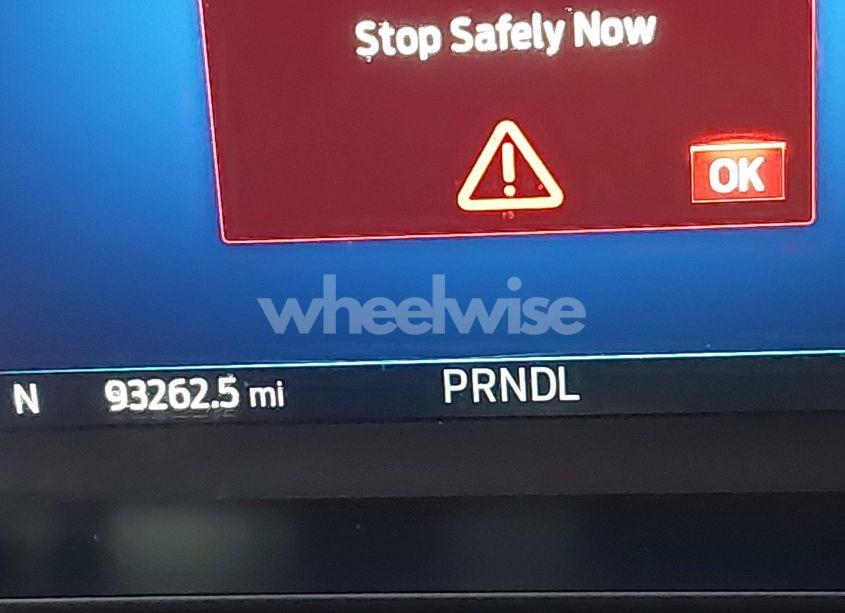 Stop Safely Now
OK
wheelwise
N 93262.5 mi PRNDL